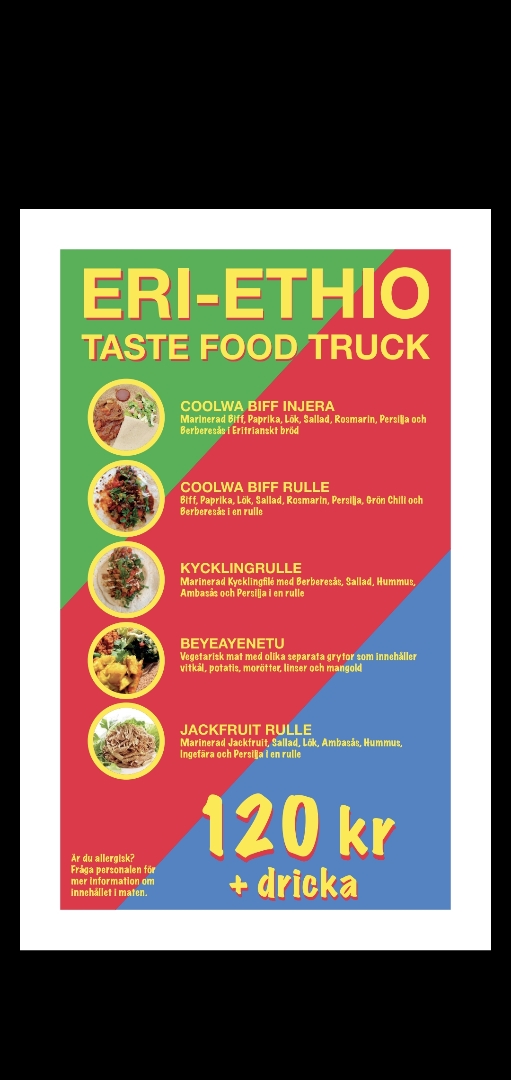 ERI-ETHIO
TASTE FOOD TRUCK
COOLWA BIFF INJERA
Marinerad Biff, Paprika, Lök, Sallad, Rosmarin, Persilja och
Berberesås i Eritrianskt bröd
COOLWA BIFF RULLE
Biff, Paprika, Lök, Sallad, Rosmarin, Persilja, Grön Chili och
Berberesås i en rulle
KYCKLINGRULLE
Marinerad Kycklingfilé med Berberesås, Sallad, Hummus,
Ambasås och Persilja i en rulle
BEYEAYENETU
Vegetarisk mat med olika separata grytor som innehåller
vitkål, potatis, morötter, linser och mangold
JACKFRUIT RULLE
Marinerad Jackfruit, Sallad, Lök, Ambasås, Hummus,
Ingefära och Persilja i en rulle
120 kr
+ dricka
Är du allergisk?
Fråga personalen för
mer information om
innehållet i maten.